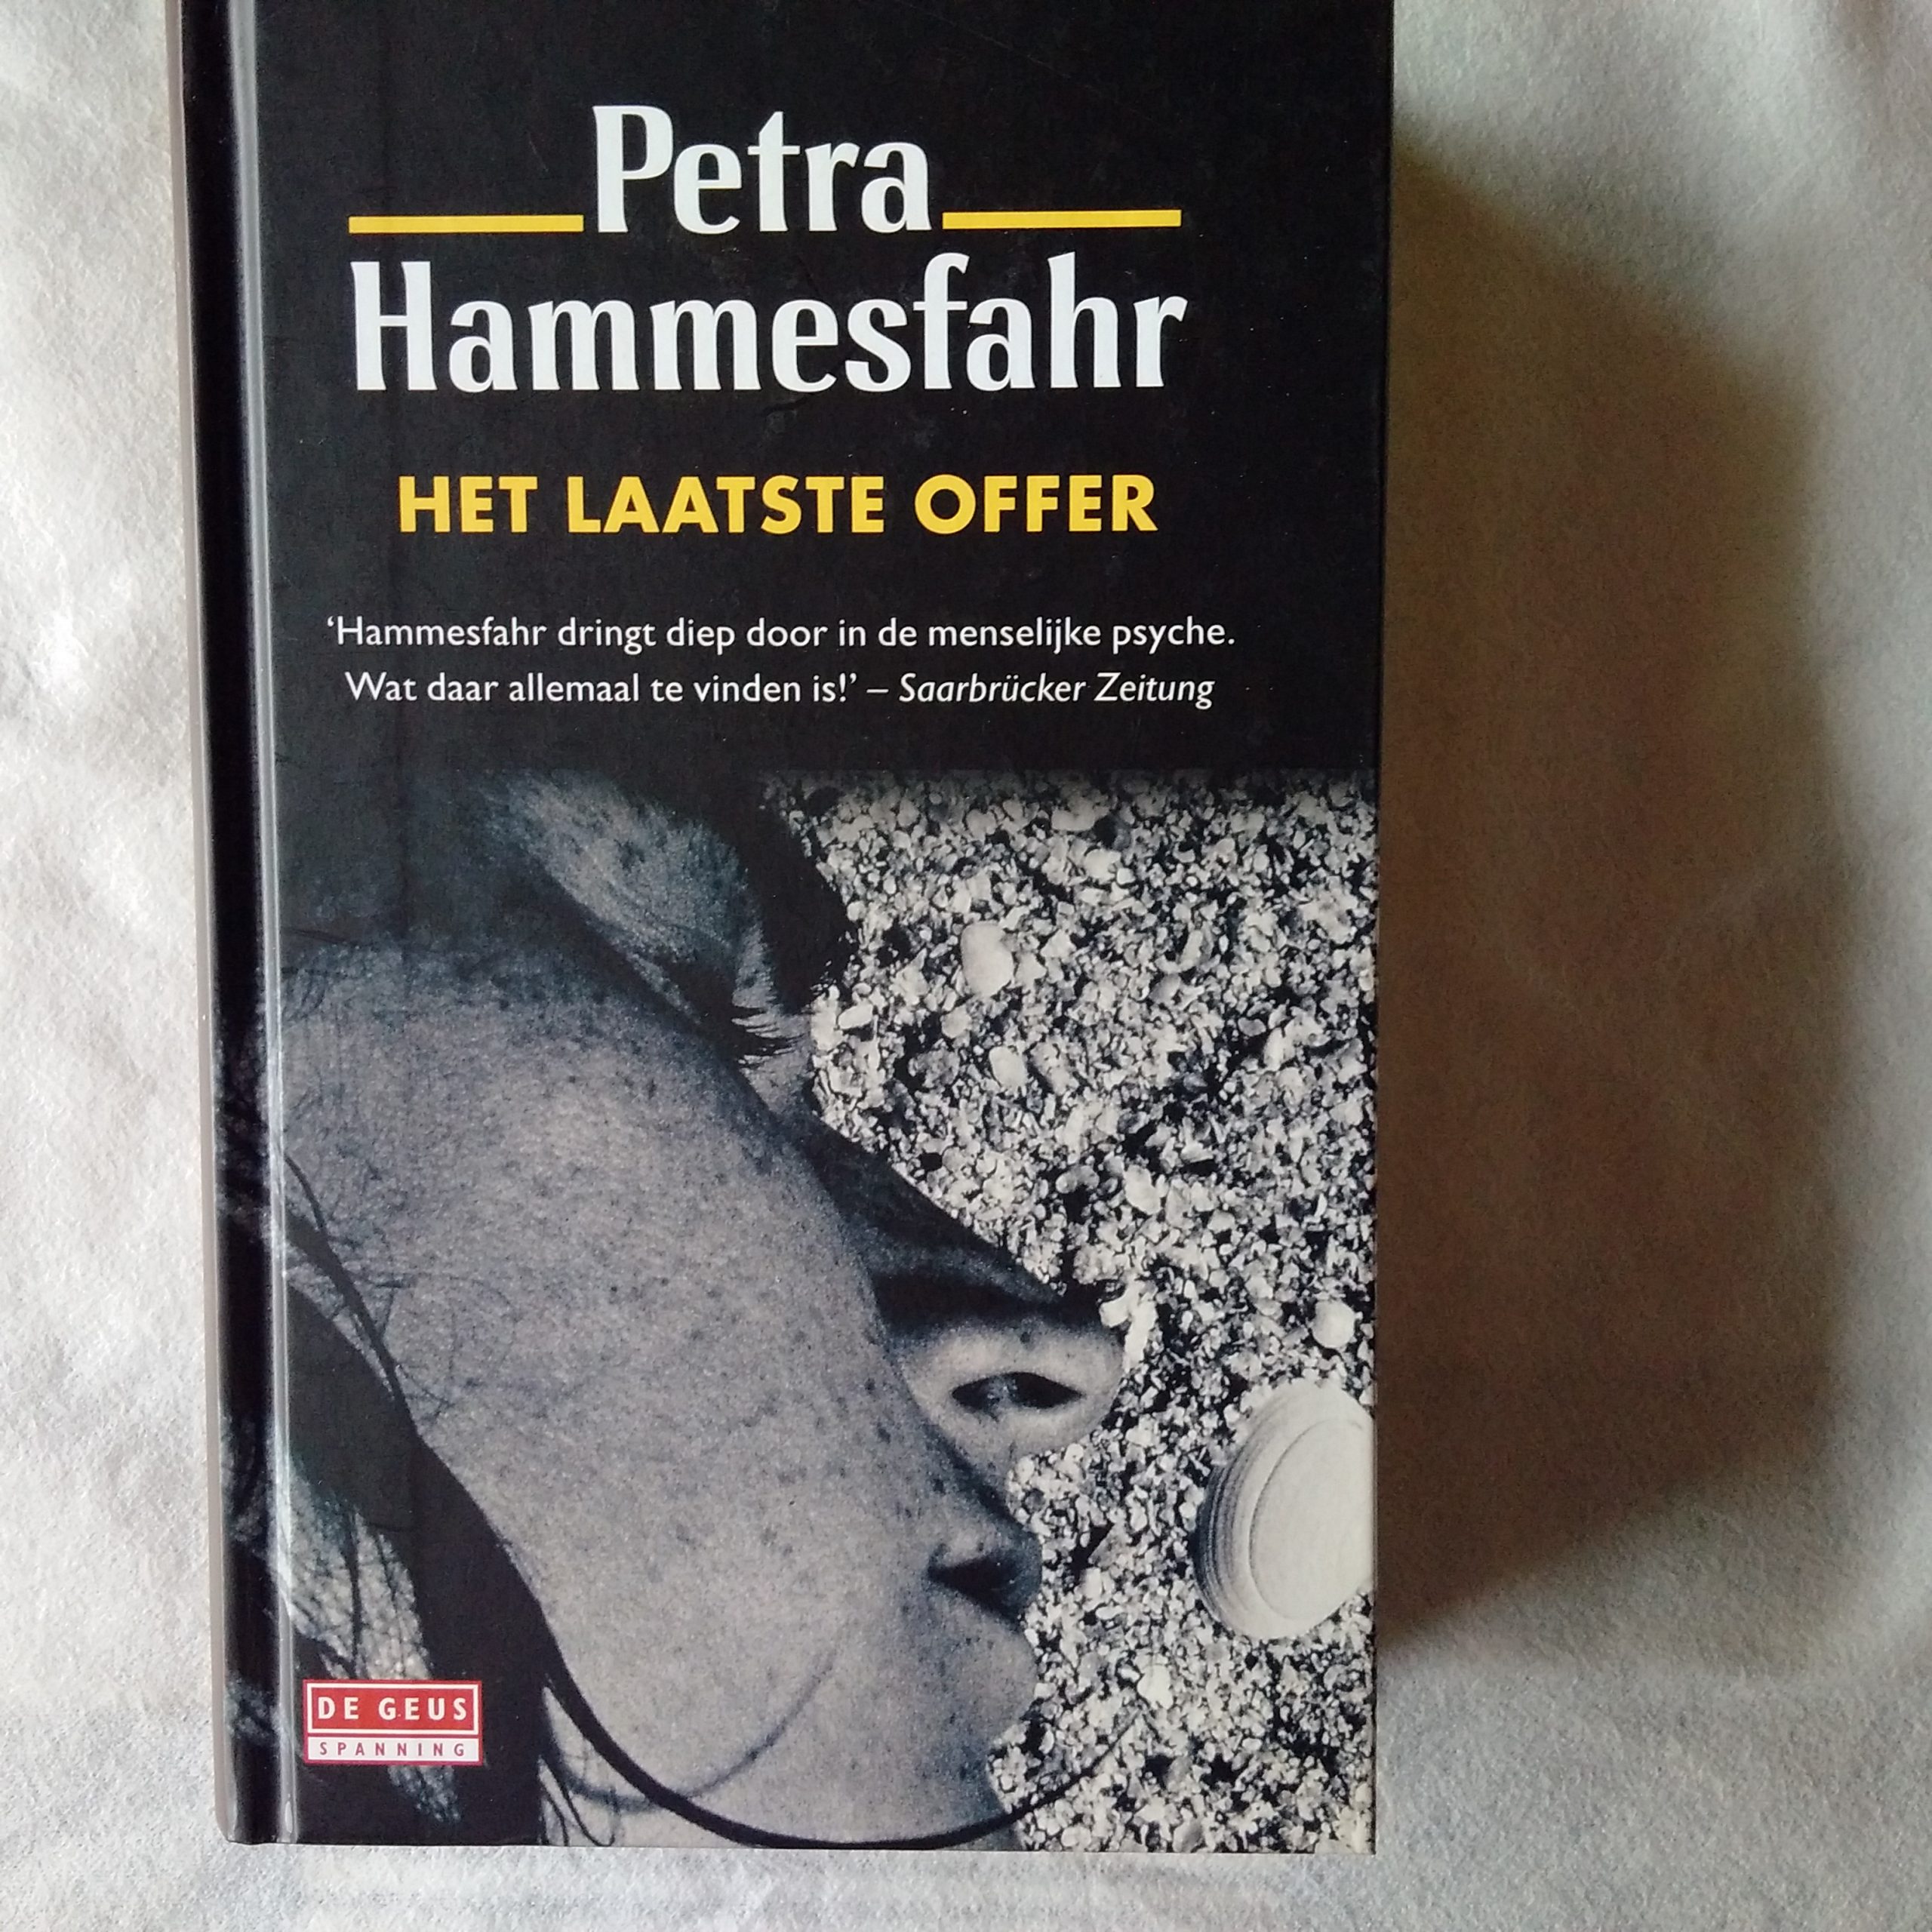 Petra
Hammesfahr
HET LAATSTE OFFER
‘Hammesfahr dringt diep door in de menselijke psyche.
Wat daar allemaal te vinden is!’ – Saarbrücker Zeitung
DE GEUS
SPANNING